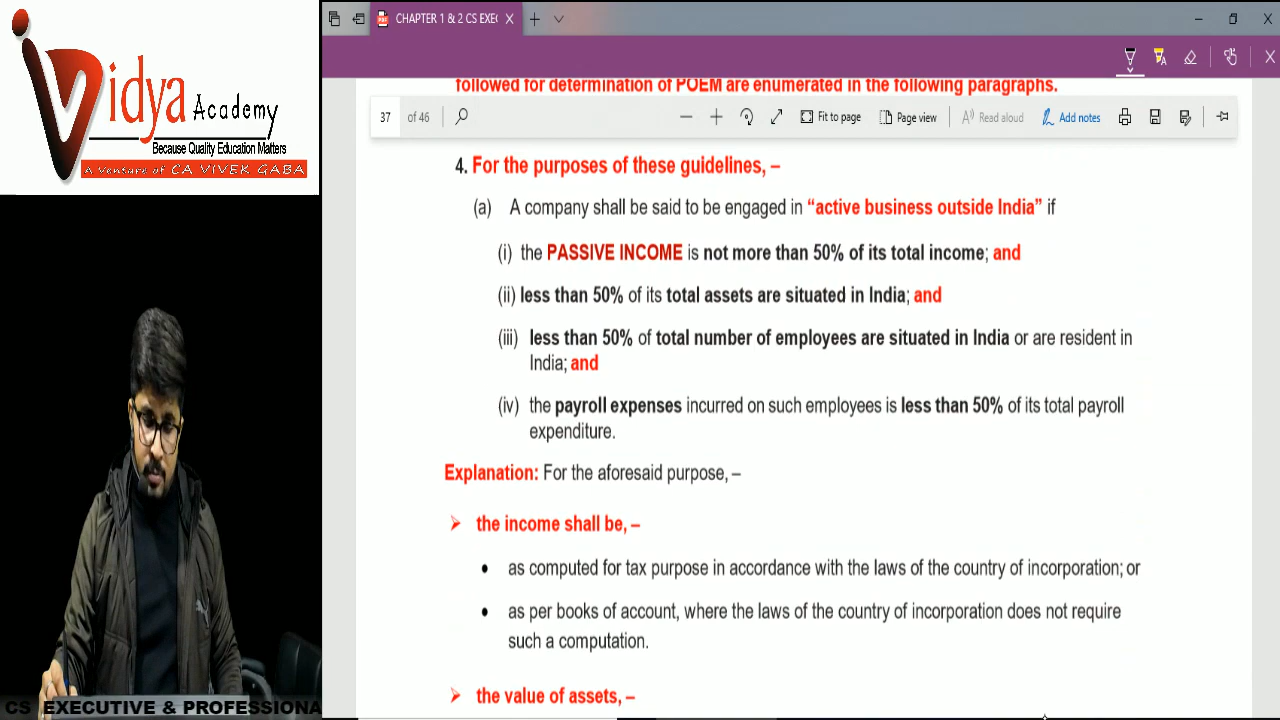 Vidya Academy
Because Quality Education Matters
A Venture of CA VIVEK GABA
CHAPTER 1 & 2 CS EXE
followed for determination of POEM are enumerated in the following paragraphs.
37 of 46
Fit to page
Page view
Read aloud
Add notes
4. For the purposes of these guidelines, –
(a) A company shall be said to be engaged in “active business outside India” if
(i) the PASSIVE INCOME is not more than 50% of its total income; and
(ii) less than 50% of its total assets are situated in India; and
(iii) less than 50% of total number of employees are situated in India or are resident in
India; and
(iv) the payroll expenses incurred on such employees is less than 50% of its total payroll
expenditure.
Explanation: For the aforesaid purpose, –
➢ the income shall be, –
• as computed for tax purpose in accordance with the laws of the country of incorporation; or
• as per books of account, where the laws of the country of incorporation does not require
such a computation.
➢ the value of assets, –
CS EXECUTIVE & PROFESSIONA